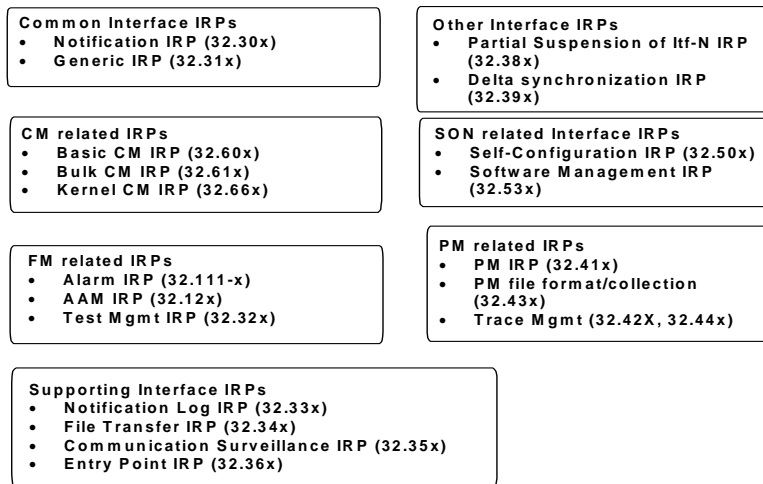 Common Interface IRPs
• Notification IRP (32.30x)
• Generic IRP (32.31x)
Other Interface IRPs
• Partial Suspension of Itf-N IRP
(32.38x)
• Delta synchronization IRP
(32.39x)
CM related IRPs
• Basic CM IRP (32.60x)
• Bulk CM IRP (32.61x)
• Kernel CM IRP (32.66x)
SON related Interface IRPs
• Self-Configuration IRP (32.50x)
• Software Management IRP
(32.53x)
FM related IRPs
• Alarm IRP (32.111-x)
• AAM IRP (32.12x)
• Test Mgmt IRP (32.32x)
PM related IRPs
• PM IRP (32.41x)
• PM file format/collection
(32.43x)
• Trace Mgmt (32.42X, 32.44x)
Supporting Interface IRPs
• Notification Log IRP (32.33x)
• File Transfer IRP (32.34x)
• Communication Surveillance IRP (32.35x)
• Entry Point IRP (32.36x)